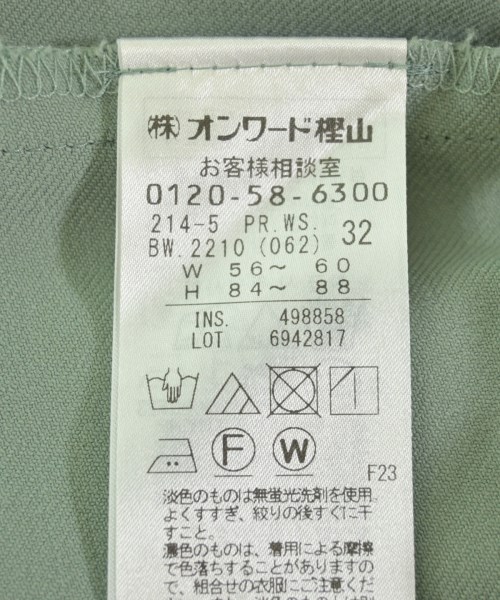 (株)オンワード樫山
お客様相談室
0120-58-6300
214-5 PR.WS.
BW.2210(062) 32
W 56〜 60
H 84〜 88
INS. 498858
LOT 6942817
F
W
F23
淡色のものは無蛍光洗剤を使用
よくすすぎ、絞りの後すぐに干
すこと。
濃色のものは、着用による摩擦
で色落ちすることがありますの
で、組合せの衣服にご注意くだ